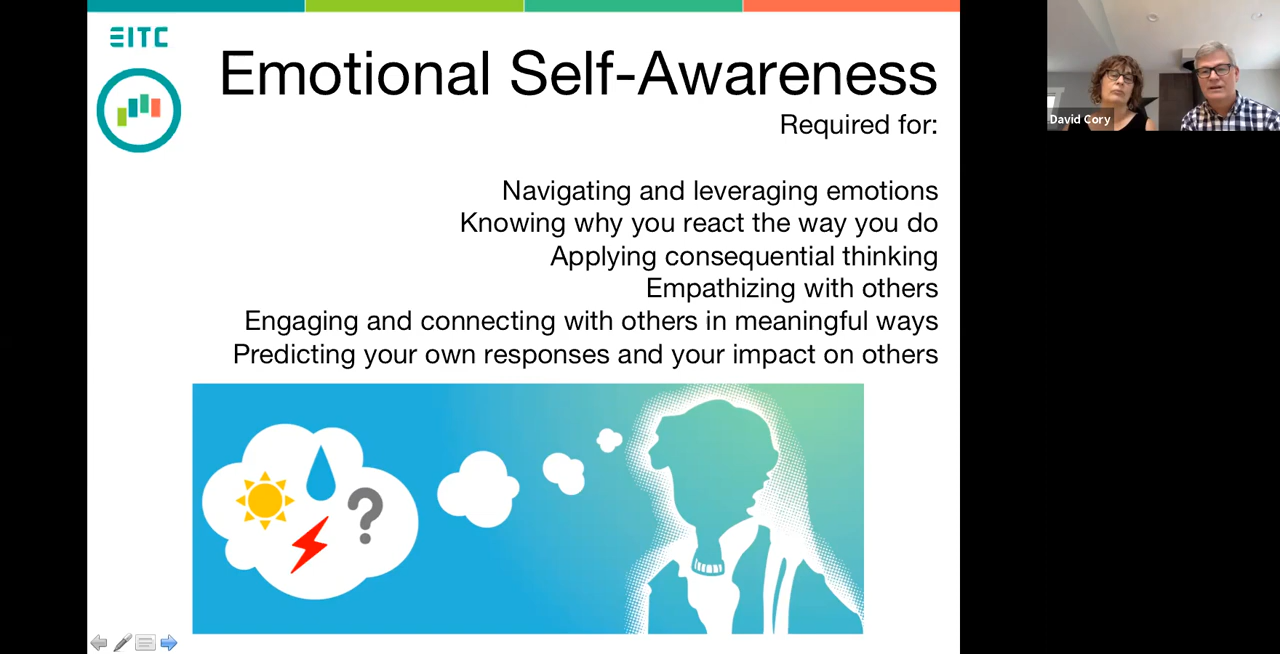 EITC
Emotional Self-Awareness
Required for:
Navigating and leveraging emotions
Knowing why you react the way you do
Applying consequential thinking
Empathizing with others
Engaging and connecting with others in meaningful ways
Predicting your own responses and your impact on others
?
David Cory